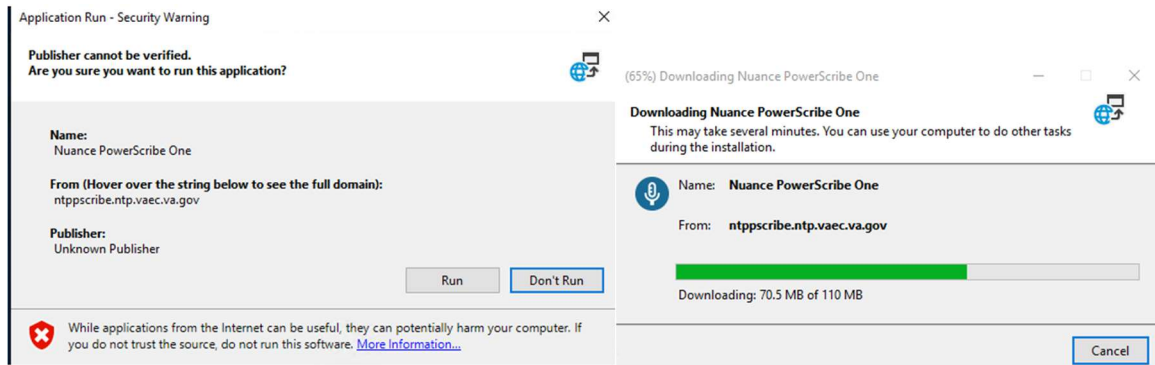 Application Run - Security Warning
Publisher cannot be verified.
Are you sure you want to run this application?
Name:
Nuance PowerScribe One
From (Hover over the string below to see the full domain):
ntppscribe.ntp.vaec.va.gov
Publisher:
Unknown Publisher
Run
Don't Run
While applications from the Internet can be useful, they can potentially harm your computer. If
you do not trust the source, do not run this software. More Information...
(65%) Downloading Nuance PowerScribe One
Downloading Nuance PowerScribe One
This may take several minutes. You can use your computer to do other tasks
during the installation.
Name: Nuance PowerScribe One
From: ntppscribe.ntp.vaec.va.gov
Downloading: 70.5 MB of 110 MB
Cancel